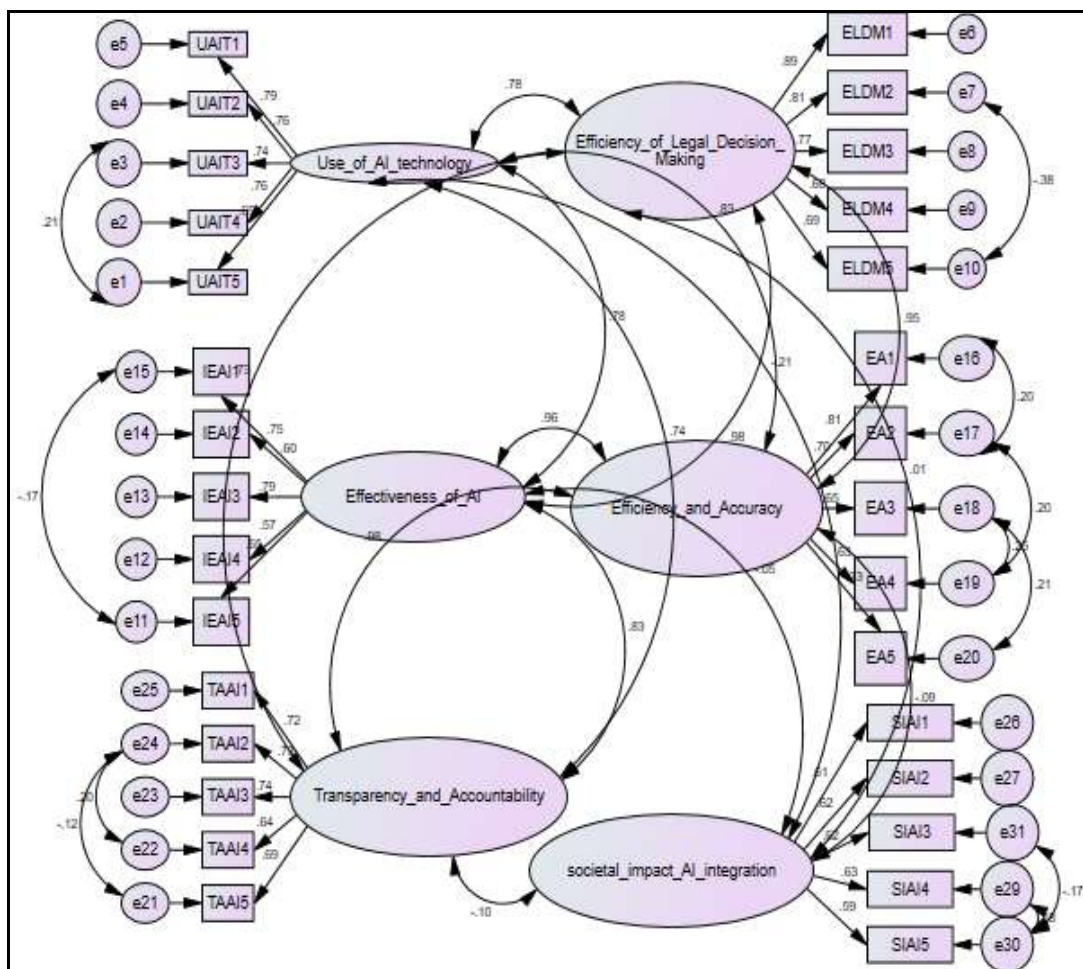 e5
UAIT1
e4
UAIT2
e3
UAIT3
e2
UAIT4
e1
UAIT5
.79
.76
.74
.76
.21
Use_of_AI_technology
.78
Efficiency_of_Legal_Decision_
Making
ELDM1
e6
ELDM2
e7
ELDM3
e8
ELDM4
e9
ELDM5
e10
.89
.81
.77
.69
-.38
.83
.78
-.21
.95
e15
IEAI1
e14
IEAI2
e13
IEAI3
e12
IEAI4
e11
IEAI5
-.17
.75
.60
.79
.57
Effectiveness_of_AI
.96
.74
.98
.01
Efficiency_and_Accuracy
EA1
e16
EA2
e17
EA3
e18
EA4
e19
EA5
e20
.81
.70
.20
.20
.21
.83
-.09
e25
TAAI1
e24
TAAI2
e23
TAAI3
e22
TAAI4
e21
TAAI5
.72
.74
.64
.69
.20
-.12
Transparency_and_Accountability
-.10
societal_impact_AI_integration
SIAI1
e26
SIAI2
e27
SIAI3
e31
SIAI4
e29
SIAI5
e30
.62
.62
.63
.59
-.17